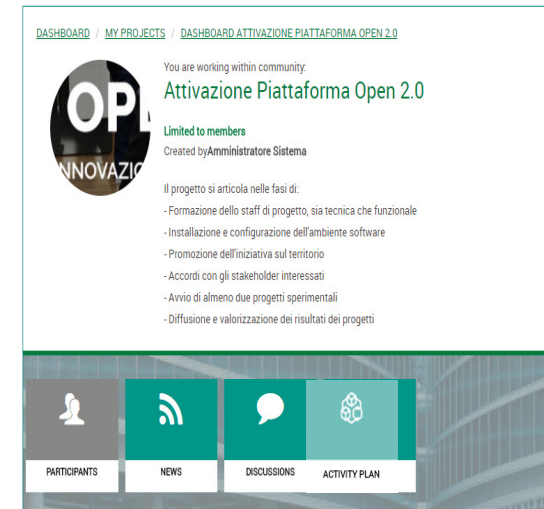 DASHBOARD / MY PROJECTS / DASHBOARD ATTIVAZIONE PIATTAFORMA OPEN 2.0
You are working within community:
Attivazione Piattaforma Open 2.0
Limited to members
Created byAmministratore Sistema
OPE
NNOVAZIO
Il progetto si articola nelle fasi di:
- Formazione dello staff di progetto, sia tecnica che funzionale
- Installazione e configurazione dell'ambiente software
- Promozione dell'iniziativa sul territorio
- Accordi con gli stakeholder interessati
- Avvio di almeno due progetti sperimentali
- Diffusione e valorizzazione dei risultati dei progetti
PARTICIPANTS
NEWS
DISCUSSIONS
ACTIVITY PLAN